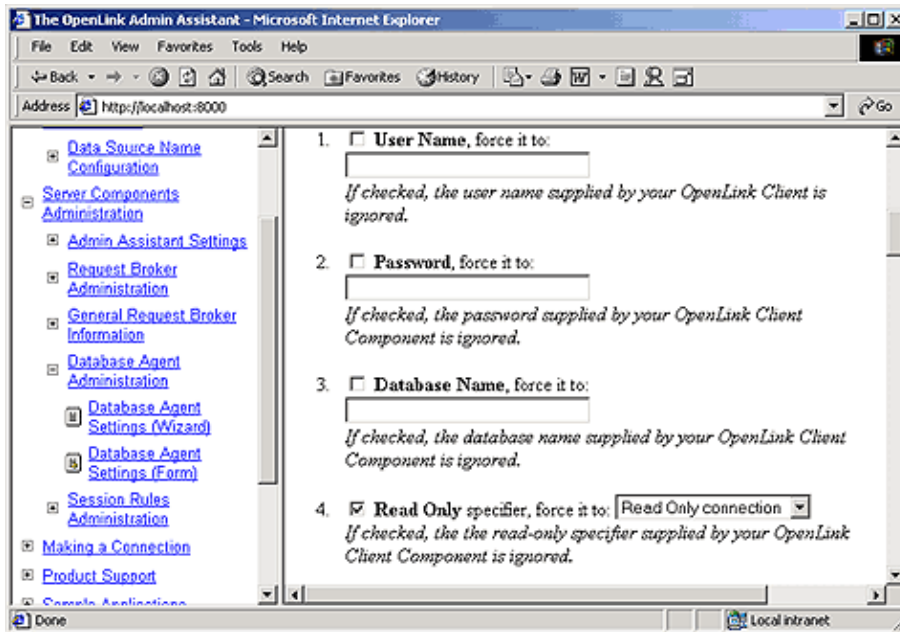 The OpenLink Admin Assistant - Microsoft Internet Explorer
File Edit View Favorites Tools Help
Back Search Favorites History
Address http://localhost:8000 Go
Data Source Name
Configuration
Server Components
Administration
Admin Assistant Settings
Request Broker
Administration
General Request Broker
Information
Database Agent
Administration
Database Agent
Settings (Wizard)
Database Agent
Settings (Form)
Session Rules
Administration
Making a Connection
Product Support
Sample Applications
1. User Name, force it to:
If checked, the user name supplied by your OpenLink Client is
ignored.
2. Password, force it to:
If checked, the password supplied by your OpenLink Client
Component is ignored.
3. Database Name, force it to:
If checked, the database name supplied by your OpenLink Client
Component is ignored.
4. Read Only specifier, force it to: Read Only connection
If checked, the the read-only specifier supplied by your OpenLink
Client Component is ignored.
Done
Local intranet